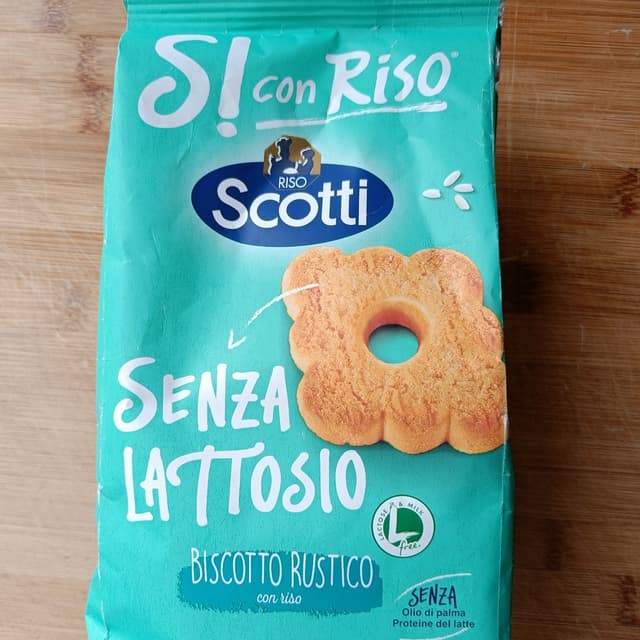 S! con Riso®
RISO
Scotti
SENZA
LATTOSIO
LACTOSE & MILK
free.
BISCOTTO RUSTICO
con riso
SENZA
Olio di palma
Proteine del latte